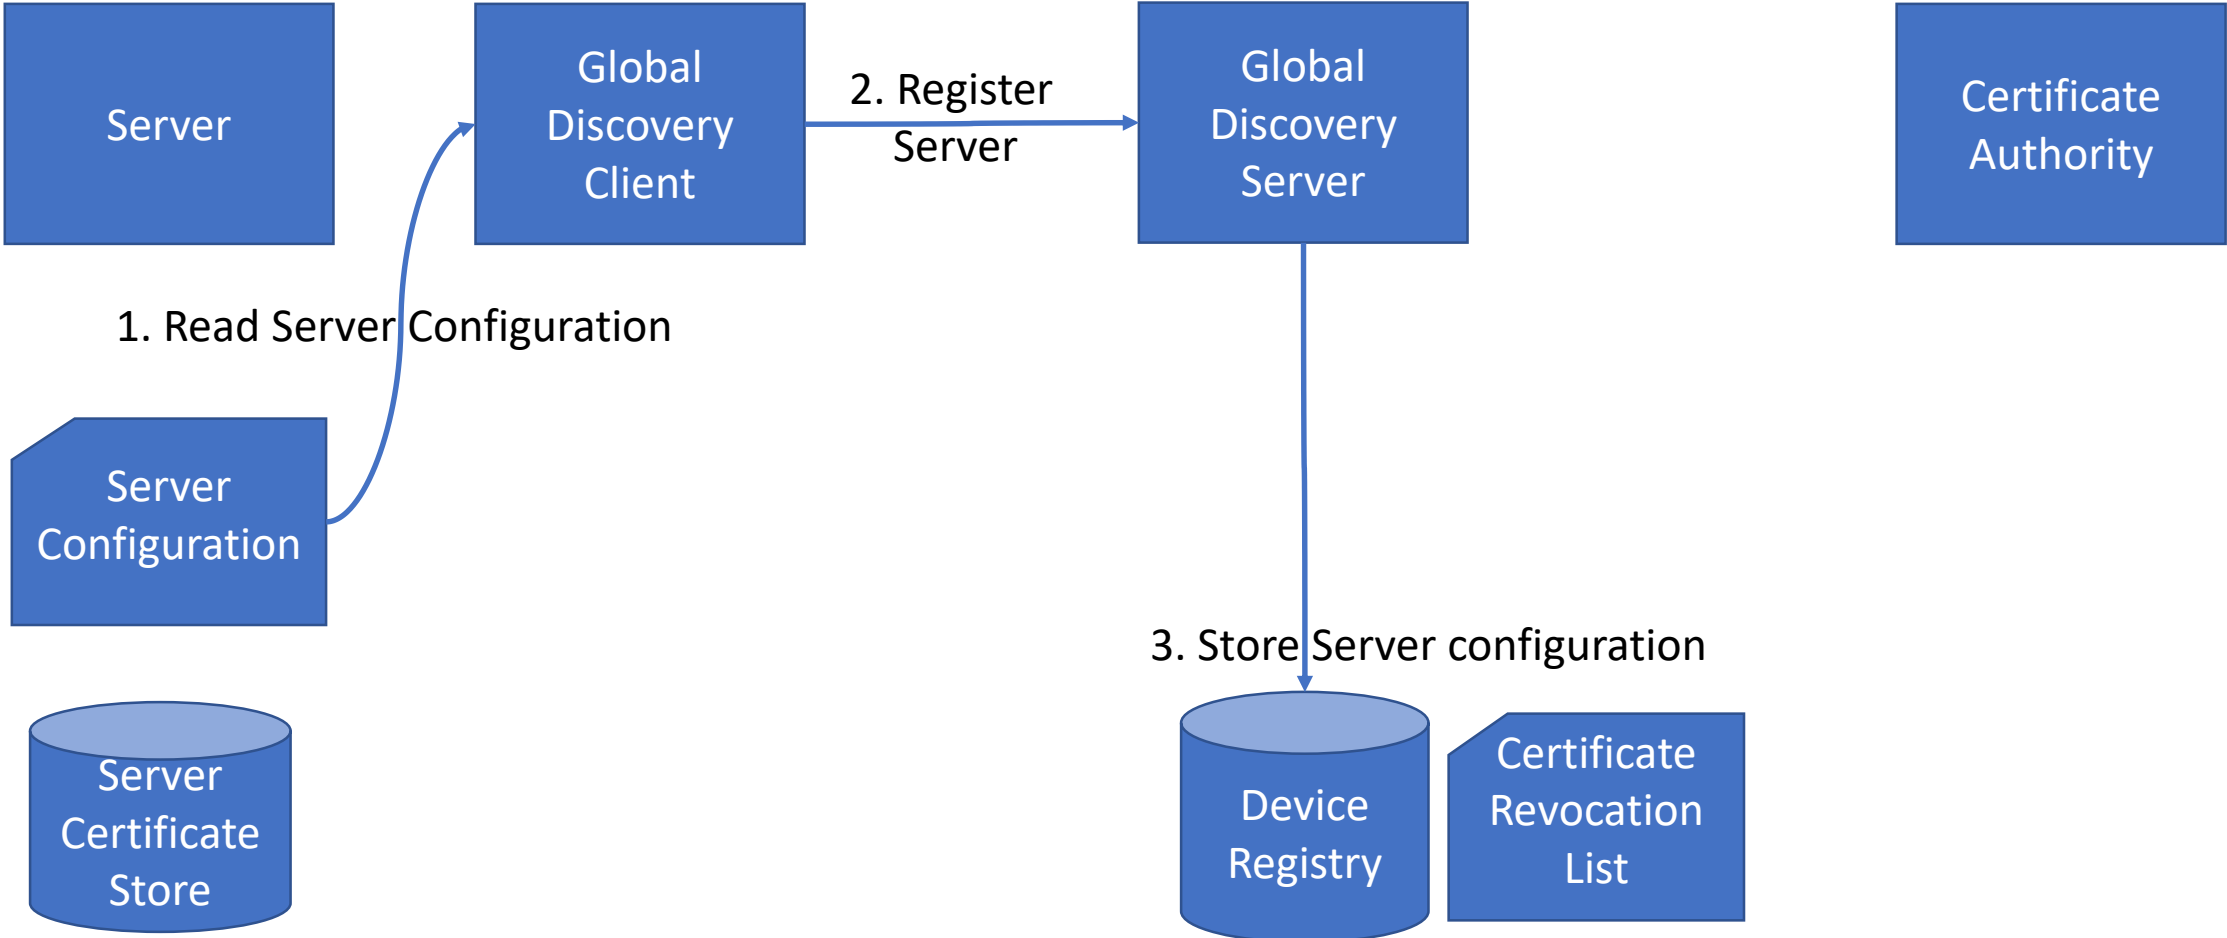 Server
Global
Discovery
Client
2. Register
Server
Global
Discovery
Server
Certificate
Authority
1. Read Server Configuration
Server
Configuration
3. Store Server configuration
Server
Certificate
Store
Device
Registry
Certificate
Revocation
List